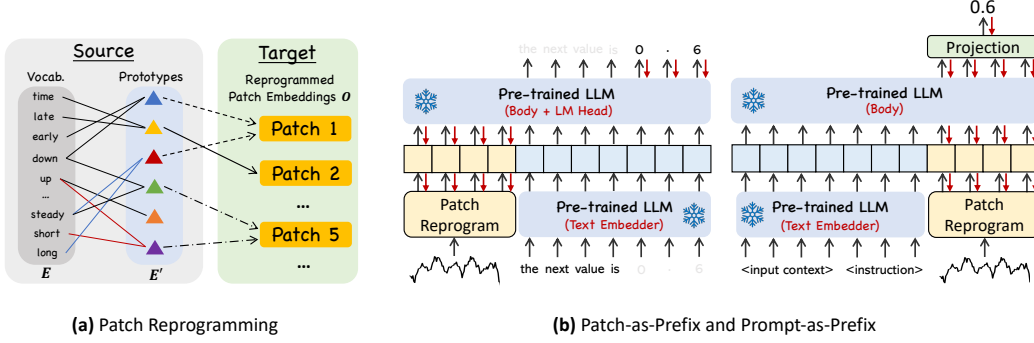 Source
Vocab.
Prototypes
time
late
early
down
up
...
steady
short
long
E
E'
Target
Reprogrammed
Patch Embeddings O
Patch 1
Patch 2
...
Patch 5
...
(a) Patch Reprogramming
the next value is 0 . 6
Pre-trained LLM
(Body + LM Head)
Patch
Reprogram
Pre-trained LLM
(Text Embedder)
the next value is 0 . 6
0.6
Projection
Pre-trained LLM
(Body)
Pre-trained LLM
(Text Embedder)
<input context> <instruction>
Patch
Reprogram
(b) Patch-as-Prefix and Prompt-as-Prefix